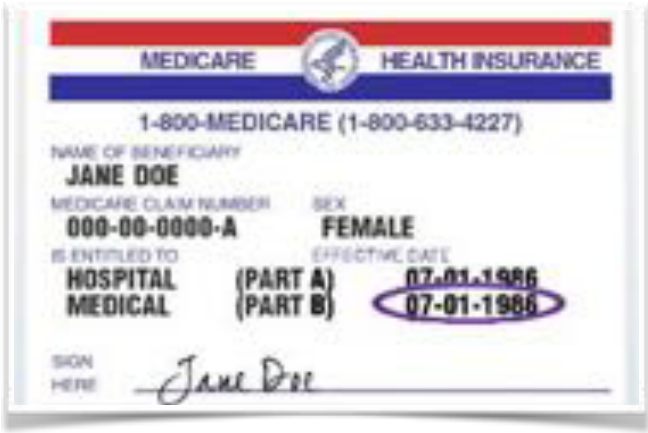 MEDICARE HEALTH INSURANCE
1-800-MEDICARE (1-800-633-4227)
NAME OF BENEFICIARY
JANE DOE
MEDICARE CLAIM NUMBER SEX
000-00-0000-A FEMALE
IS ENTITLED TO EFFECTIVE DATE
HOSPITAL (PART A) 07-01-1986
MEDICAL (PART B) 07-01-1986
SIGN
HERE Jane Doe